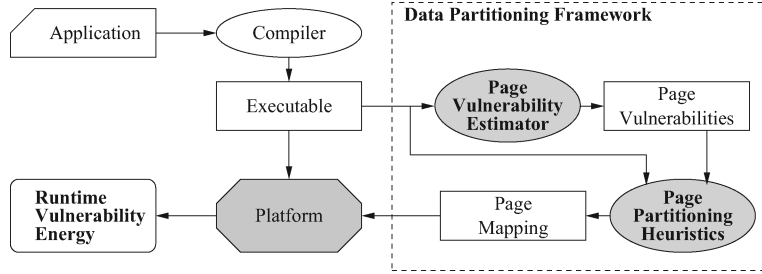 Data Partitioning Framework
Application
Compiler
Executable
Page
Vulnerability
Estimator
Page
Vulnerabilities
Runtime
Vulnerability
Energy
Platform
Page
Mapping
Page
Partitioning
Heuristics